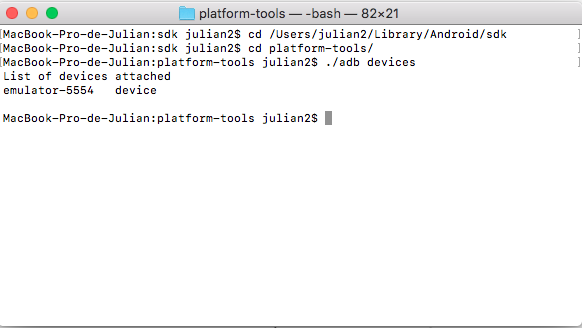 platform-tools — -bash — 82×21
[MacBook-Pro-de-Julian:sdk julian2$ cd /Users/julian2/Library/Android/sdk ]
[MacBook-Pro-de-Julian:sdk julian2$ cd platform-tools/ ]
[MacBook-Pro-de-Julian:platform-tools julian2$ ./adb devices ]
List of devices attached
emulator-5554 device
MacBook-Pro-de-Julian:platform-tools julian2$